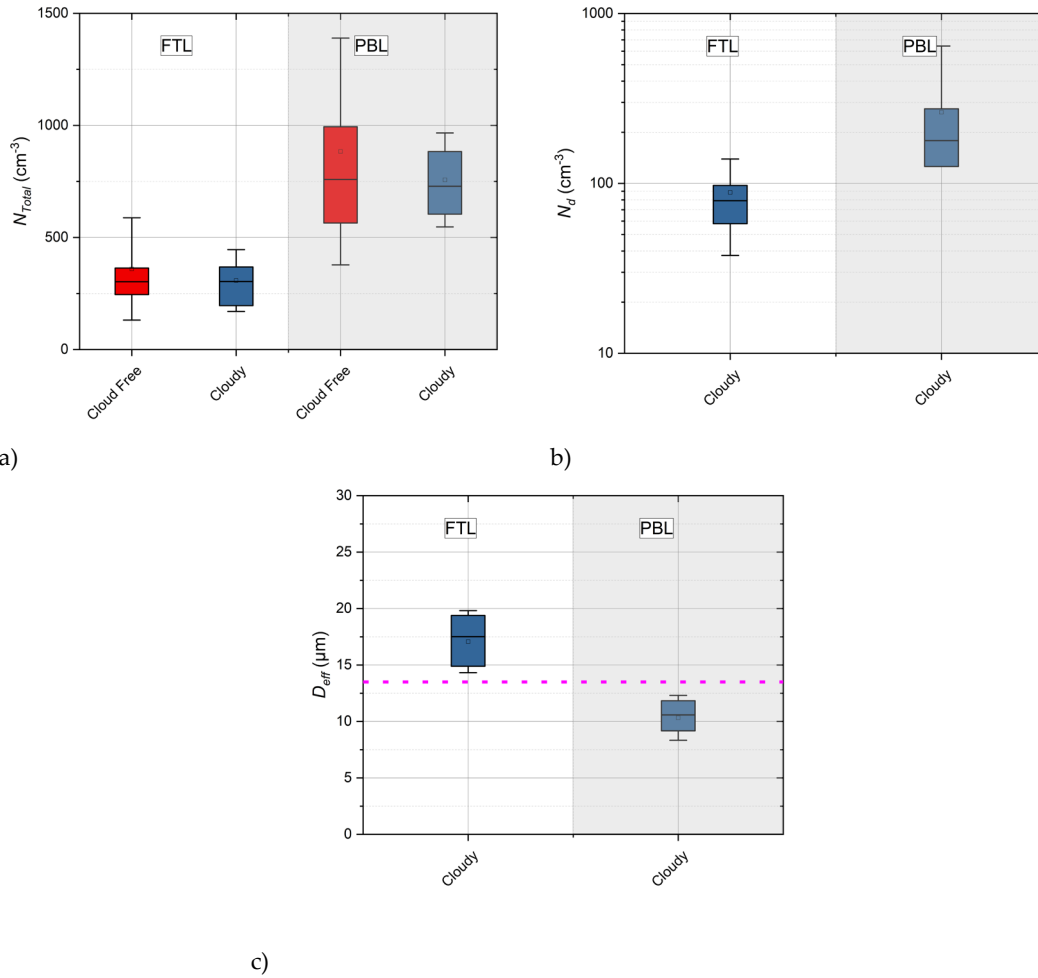 1500
1000
500
0
N_Total (cm⁻³)
FTL
PBL
Cloud Free
Cloudy
Cloud Free
Cloudy
a)
1000
100
10
N_d (cm⁻³)
FTL
PBL
Cloudy
Cloudy
b)
30
25
20
15
10
5
0
D_eff (µm)
FTL
PBL
Cloudy
Cloudy
c)